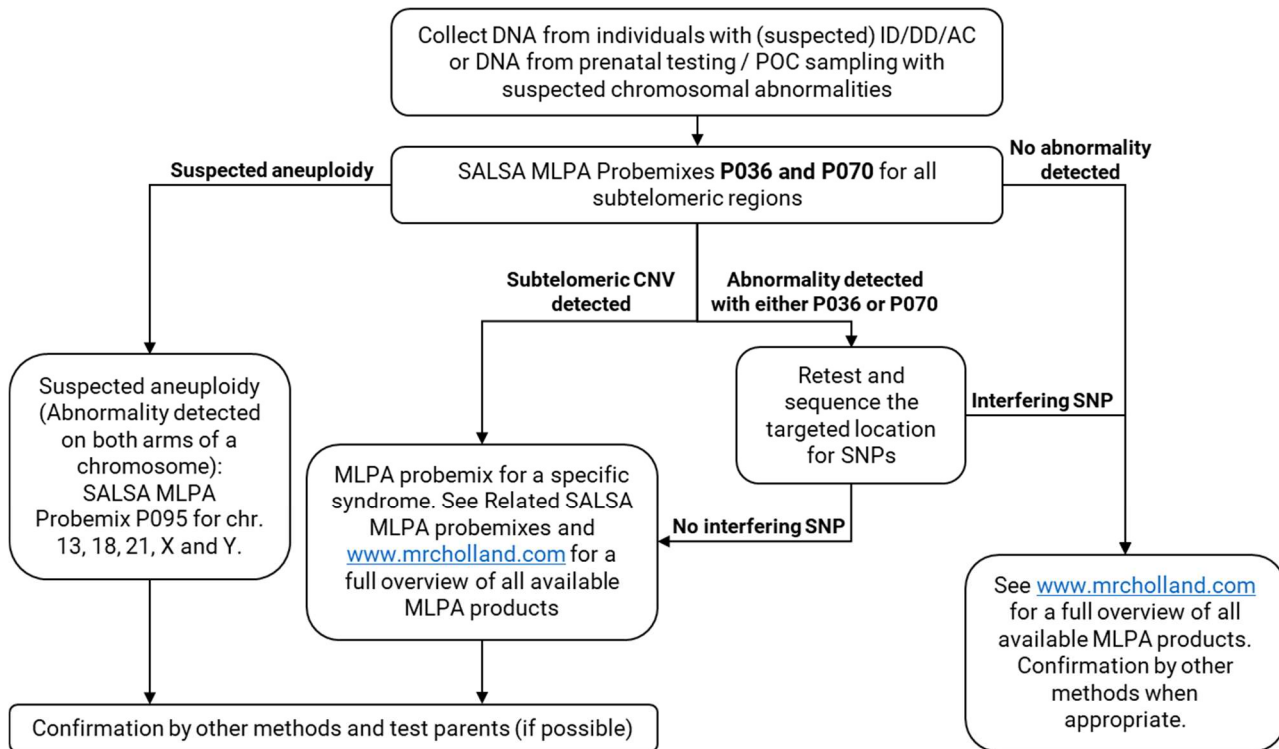 Collect DNA from individuals with (suspected) ID/DD/AC
or DNA from prenatal testing / POC sampling with
suspected chromosomal abnormalities
Suspected aneuploidy
SALSA MLPA Probemixes P036 and P070 for all
subtelomeric regions
No abnormality
detected
Subtelomeric CNV
detected
Abnormality detected
with either P036 or P070
Suspected aneuploidy
(Abnormality detected
on both arms of a
chromosome):
SALSA MLPA
Probemix P095 for chr.
13, 18, 21, X and Y.
Retest and
sequence the
targeted location
for SNPs
Interfering SNP
MLPA probemix for a specific
syndrome. See Related SALSA
MLPA probemixes and
www.mrcholland.com for a
full overview of all available
MLPA products
No interfering SNP
See www.mrcholland.com
for a full overview of all
available MLPA products.
Confirmation by other
methods when
appropriate.
Confirmation by other methods and test parents (if possible)